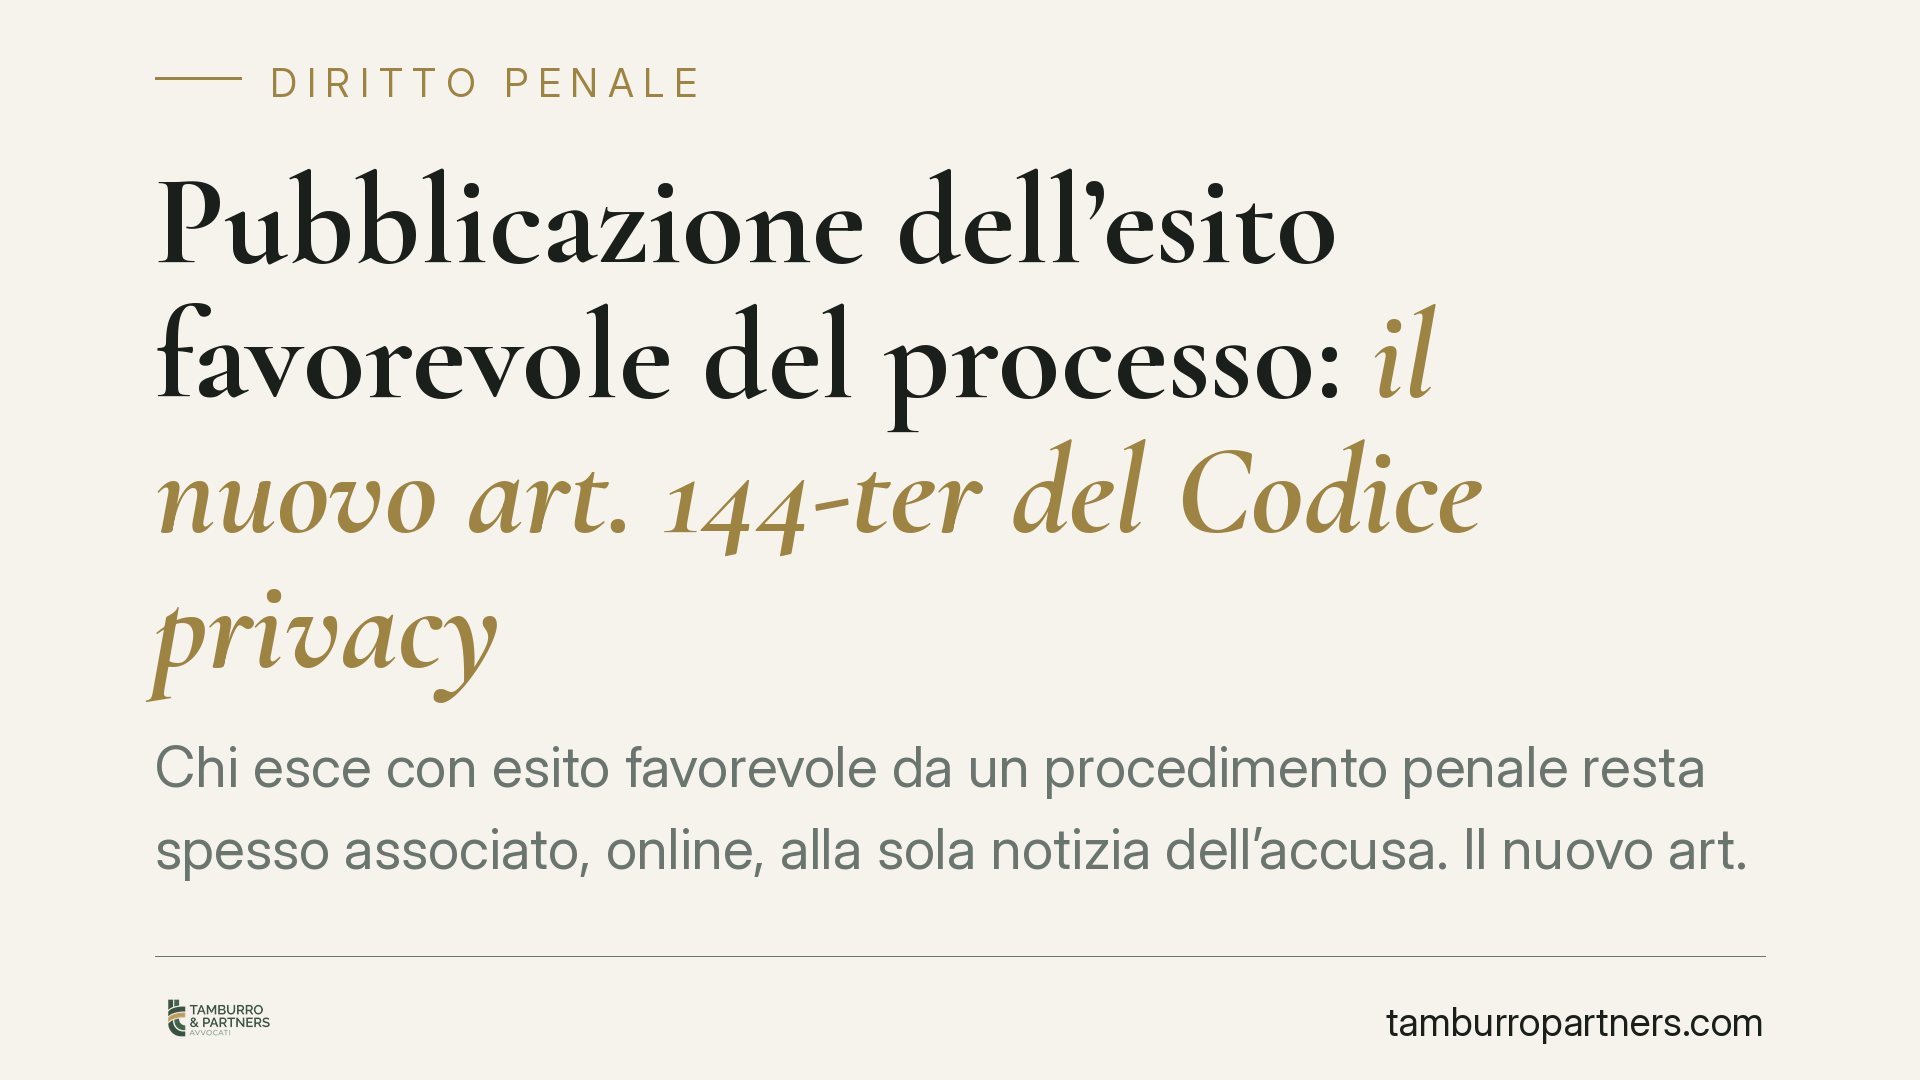 DIRITTO PENALE
Pubblicazione dell’esito
favorevole del processo: il
nuovo art. 144-ter del Codice
privacy
Chi esce con esito favorevole da un procedimento penale resta
spesso associato, online, alla sola notizia dell’accusa. Il nuovo art.
TAMBURRO
& PARTNERS
AVVOCATI
tamburropartners.com